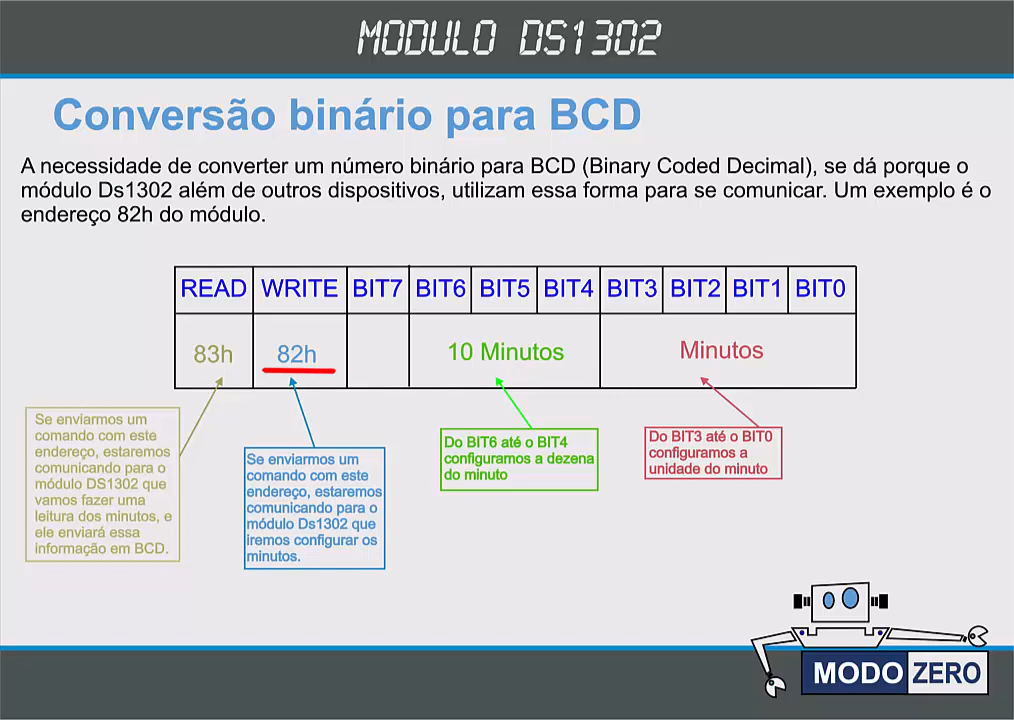 MODULO DS1302
Conversão binário para BCD
A necessidade de converter um número binário para BCD (Binary Coded Decimal), se dá porque o
módulo Ds1302 além de outros dispositivos, utilizam essa forma para se comunicar. Um exemplo é o
endereço 82h do módulo.
READ WRITE BIT7 BIT6 BIT5 BIT4 BIT3 BIT2 BIT1 BIT0
83h 82h 10 Minutos Minutos
Se enviarmos um
comando com este
endereço, estaremos
comunicando para o
módulo DS1302 que
vamos fazer uma
leitura dos minutos, e
ele enviará essa
informação em BCD.
Se enviarmos um
comando com este
endereço, estaremos
comunicando para o
módulo Ds1302 que
iremos configurar os
minutos.
Do BIT6 até o BIT4
configuramos a dezena
do minuto
Do BIT3 até o BIT0
configuramos a
unidade do minuto
MODO ZERO